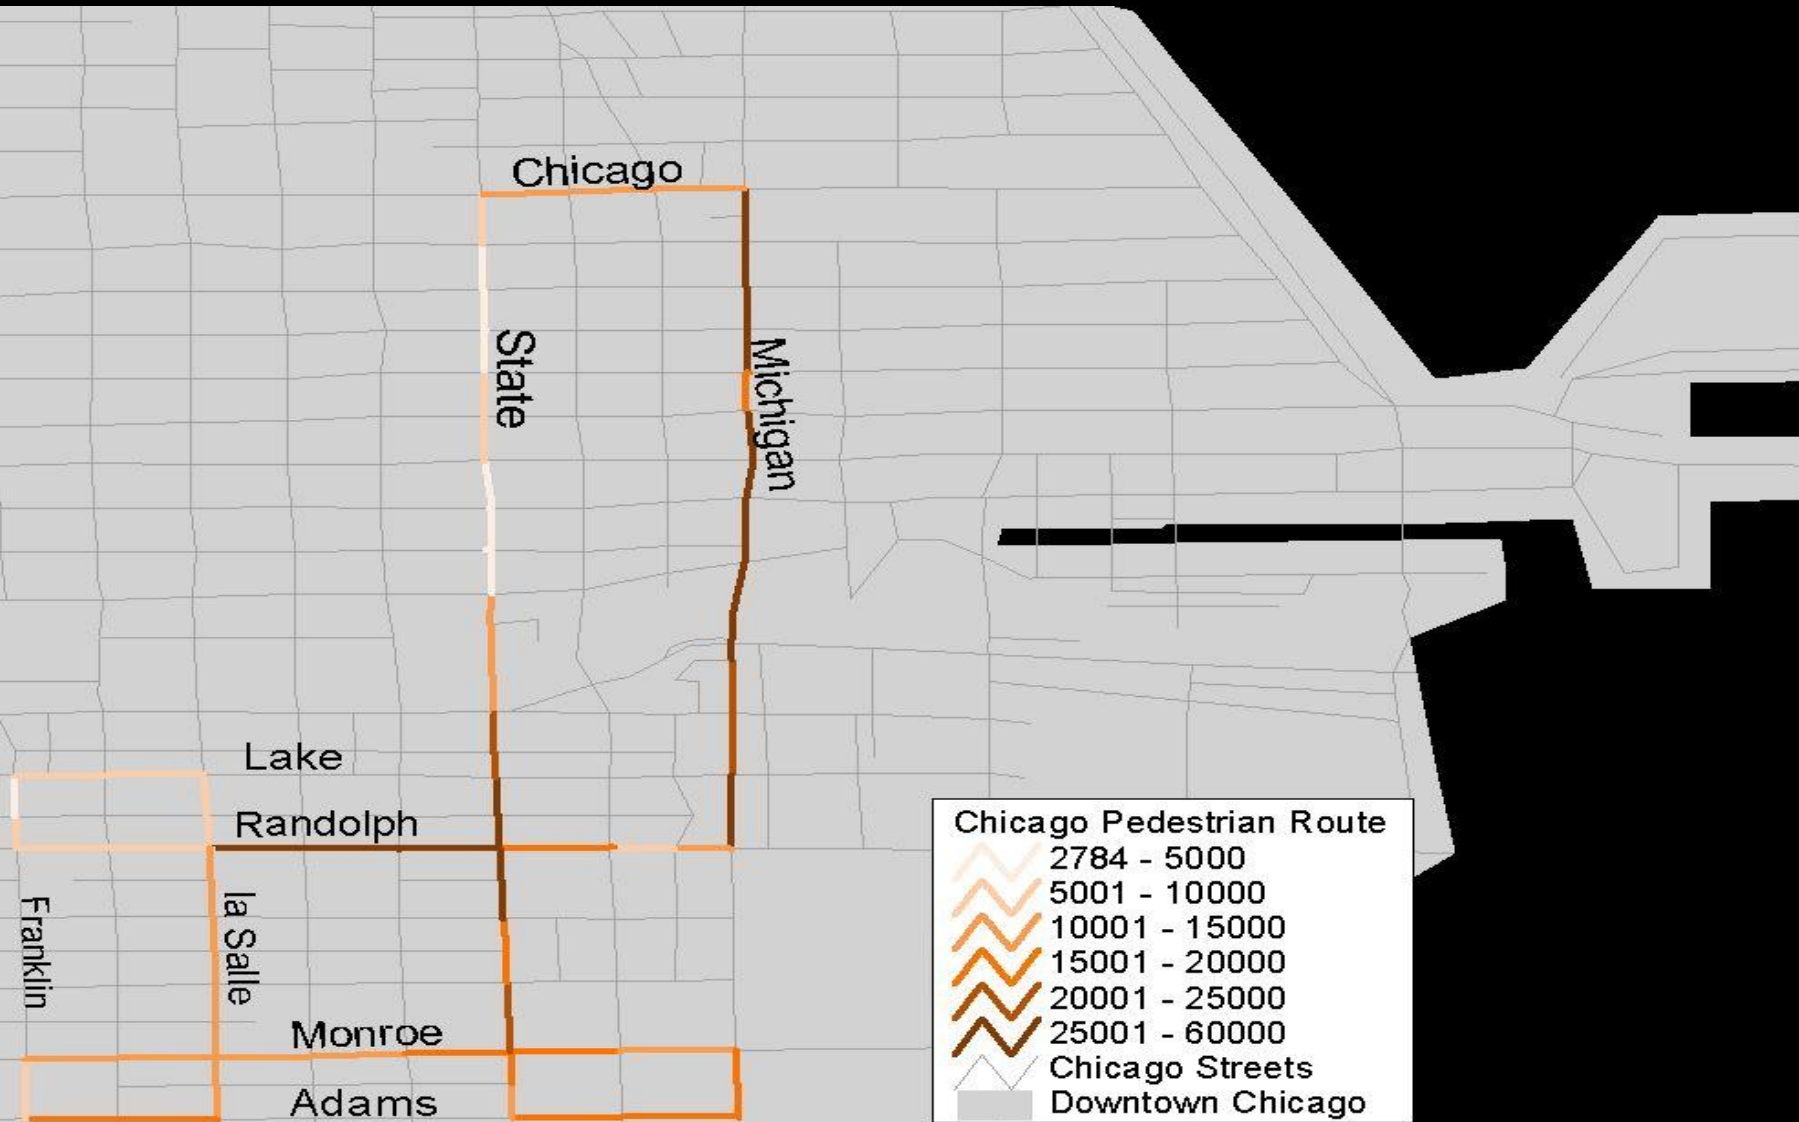 Chicago
State
Michigan
Lake
Randolph
Franklin
la Salle
Monroe
Adams
Chicago Pedestrian Route
2784 - 5000
5001 - 10000
10001 - 15000
15001 - 20000
20001 - 25000
25001 - 60000
Chicago Streets
Downtown Chicago